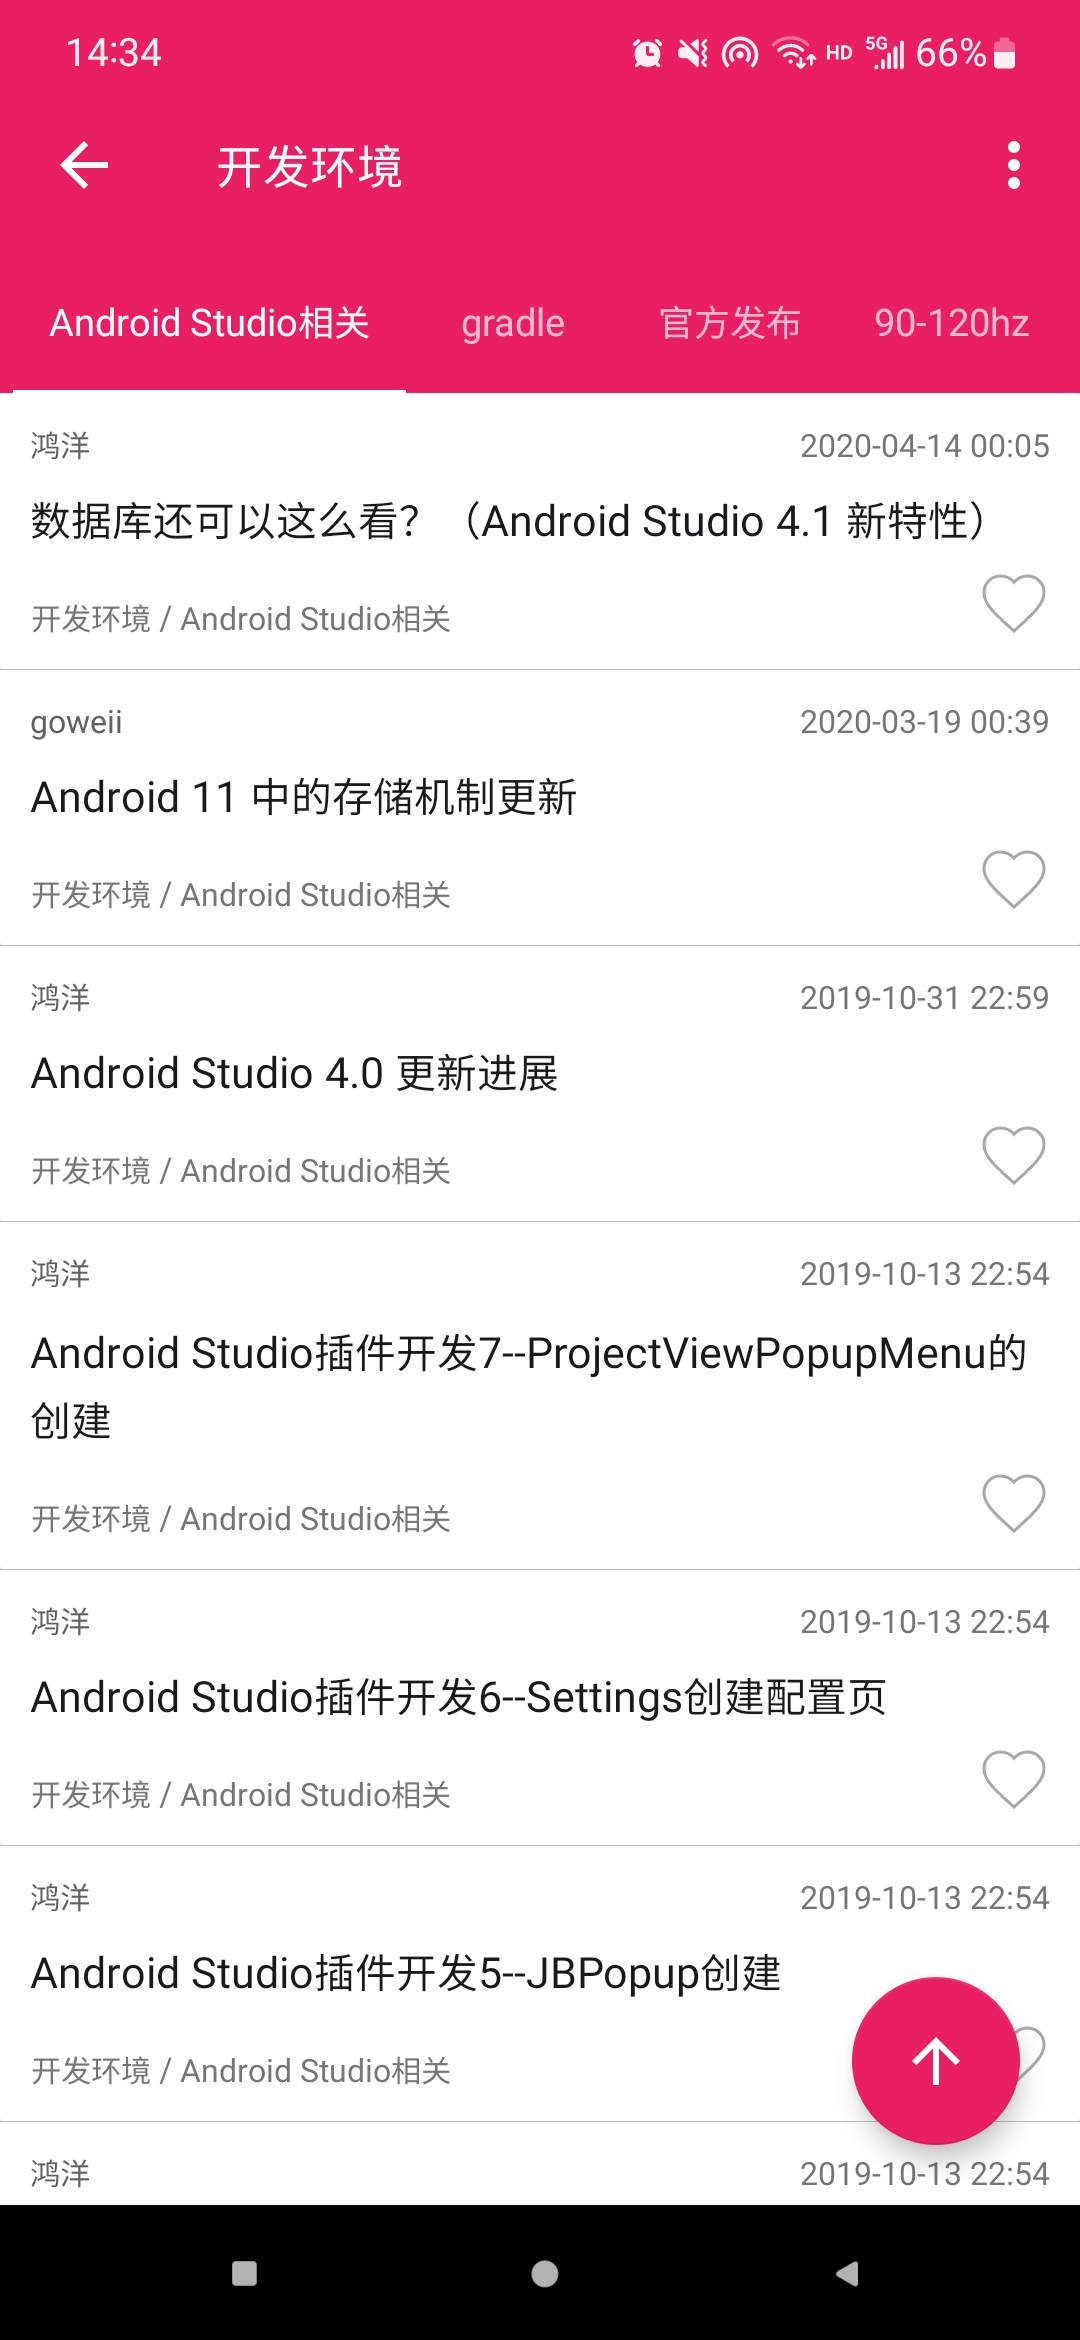 14:34 HD 5G 66%
开发环境
Android Studio相关 gradle 官方发布 90-120hz
鸿洋 2020-04-14 00:05
数据库还可以这么看？（Android Studio 4.1 新特性）
开发环境 / Android Studio相关
goweii 2020-03-19 00:39
Android 11 中的存储机制更新
开发环境 / Android Studio相关
鸿洋 2019-10-31 22:59
Android Studio 4.0 更新进展
开发环境 / Android Studio相关
鸿洋 2019-10-13 22:54
Android Studio插件开发7--ProjectViewPopupMenu的
创建
开发环境 / Android Studio相关
鸿洋 2019-10-13 22:54
Android Studio插件开发6--Settings创建配置页
开发环境 / Android Studio相关
鸿洋 2019-10-13 22:54
Android Studio插件开发5--JBPopup创建
开发环境 / Android Studio相关
鸿洋 2019-10-13 22:54